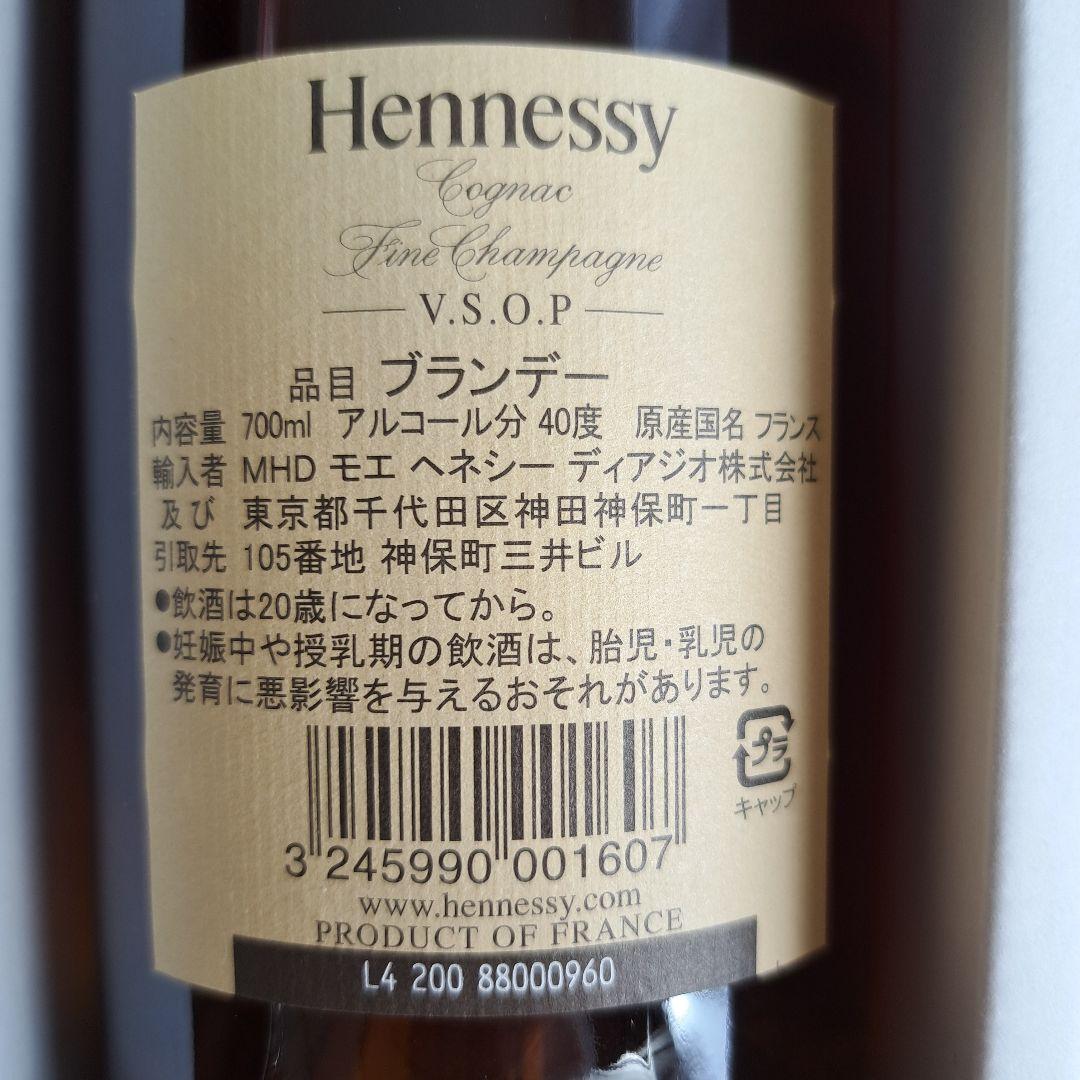 Hennessy
Cognac
Fine Champagne
V.S.O.P
品目 ブランデー
内容量 700ml アルコール分 40度 原産国名 フランス
輸入者 MHD モエ ヘネシー ディアジオ株式会社
及び 東京都千代田区神田神保町一丁目
引取先 105番地 神保町三井ビル
●飲酒は20歳になってから。
●妊娠中や授乳期の飲酒は、胎児・乳児の
発育に悪影響を与えるおそれがあります。
プラ
キャップ
3 245990 001607
www.hennessy.com
PRODUCT OF FRANCE
L4 200 88000960